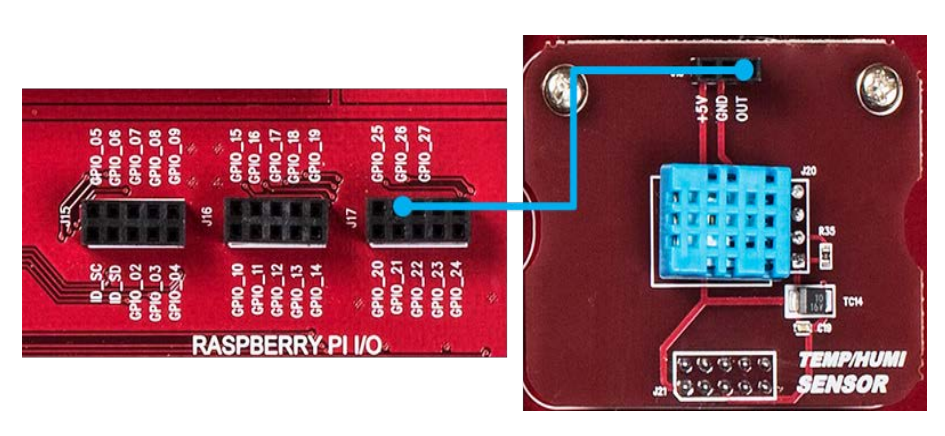 GPIO_05
GPIO_06
GPIO_07
GPIO_08
GPIO_09
GPIO_15
GPIO_16
GPIO_17
GPIO_18
GPIO_19
GPIO_25
GPIO_26
GPIO_27
J15
J16
J17
ID_SC
ID_SD
GPIO_02
GPIO_03
GPIO_04
GPIO_10
GPIO_11
GPIO_12
GPIO_13
GPIO_14
GPIO_20
GPIO_21
GPIO_22
GPIO_23
GPIO_24
RASPBERRY PI I/O
+5V
GND
OUT
J20
R35
10
16V
TC14
C19
J21
TEMP/HUMI
SENSOR